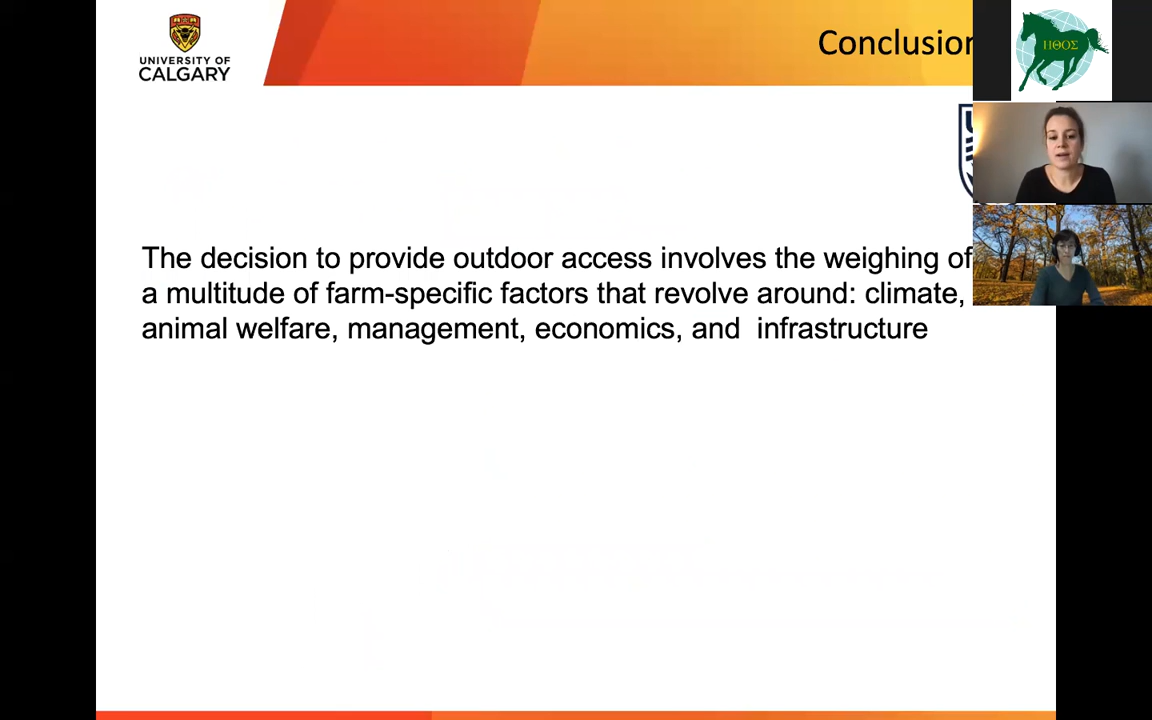 UNIVERSITY OF
CALGARY
Conclusion
ΗΘΟΣ
The decision to provide outdoor access involves the weighing of
a multitude of farm-specific factors that revolve around: climate,
animal welfare, management, economics, and  infrastructure